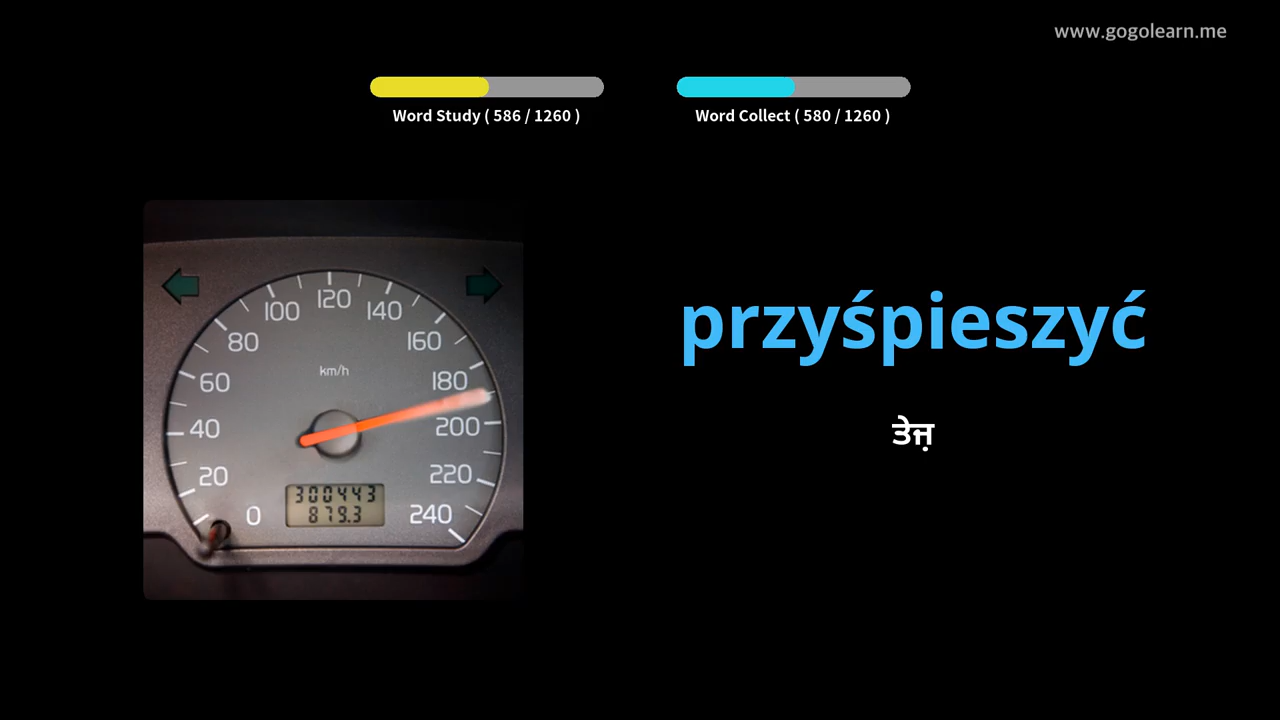 www.gogolearn.me
Word Study ( 586 / 1260 )
Word Collect ( 580 / 1260 )
przyśpieszyć
ਤੇਜ਼
0
20
40
60
80
100
120
140
160
180
200
220
240
km/h
300443
879.3